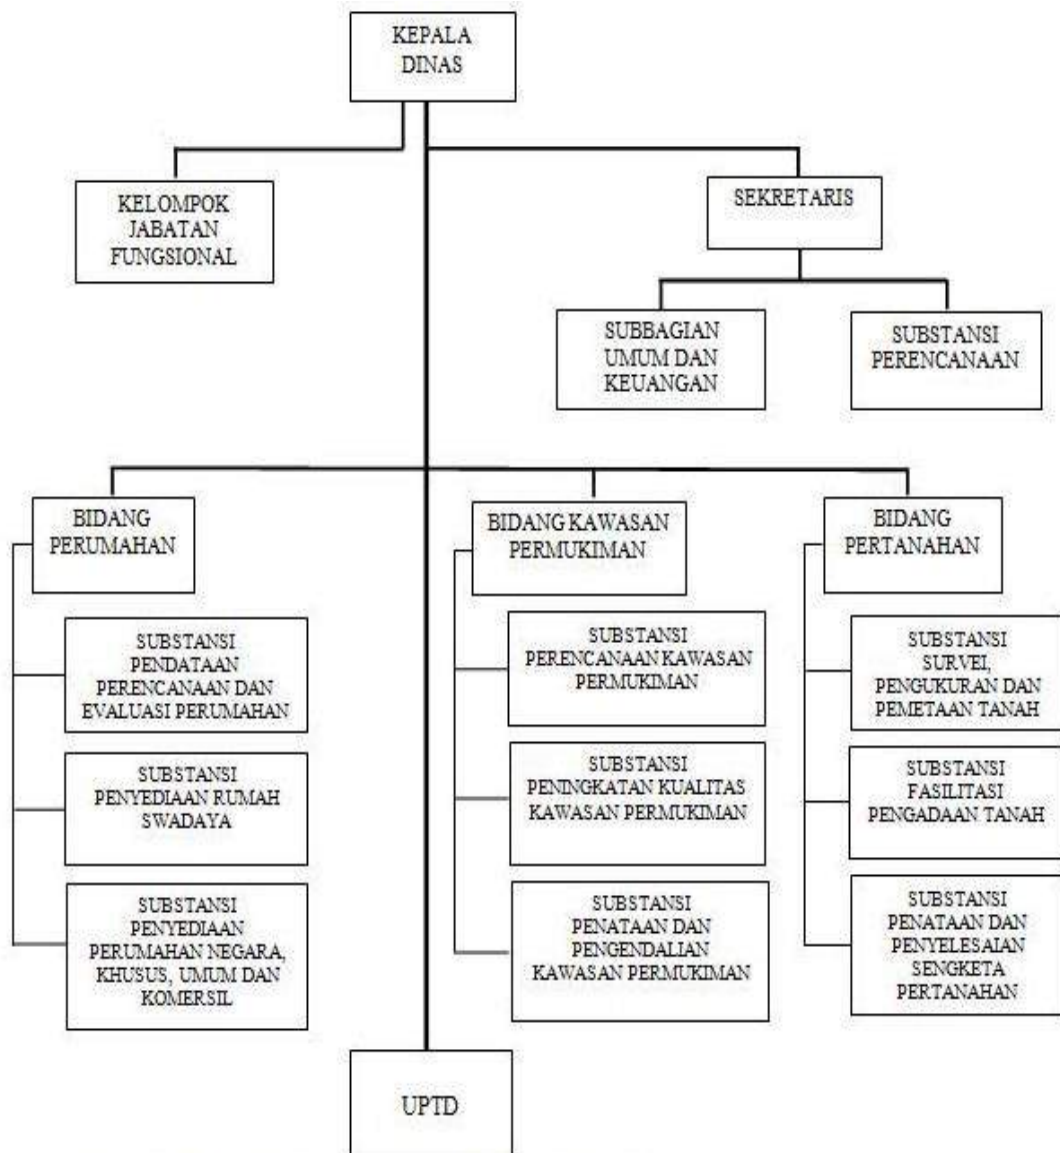 KEPALA
DINAS
KELOMPOK
JABATAN
FUNGSIONAL
SEKRETARIS
SUBBAGIAN
UMUM DAN
KEUANGAN
SUBSTANSI
PERENCANAAN
BIDANG
PERUMAHAN
BIDANG KAWASAN
PERMUKIMAN
BIDANG
PERTANAHAN
SUBSTANSI
PENDATAAN
PERENCANAAN DAN
EVALUASI PERUMAHAN
SUBSTANSI
PERENCANAAN KAWASAN
PERMUKIMAN
SUBSTANSI
SURVEI,
PENGUKURAN DAN
PEMETAAN TANAH
SUBSTANSI
PENYEDIAAN RUMAH
SWADAYA
SUBSTANSI
PENINGKATAN KUALITAS
KAWASAN PERMUKIMAN
SUBSTANSI
FASILITASI
PENGADAAN TANAH
SUBSTANSI
PENYEDIAAN
PERUMAHAN NEGARA,
KHUSUS, UMUM DAN
KOMERSIL
SUBSTANSI
PENATAAN DAN
PENGENDALIAN
KAWASAN PERMUKIMAN
SUBSTANSI
PENATAAN DAN
PENYELESAIAN
SENGKETA
PERTANAHAN
UPTD